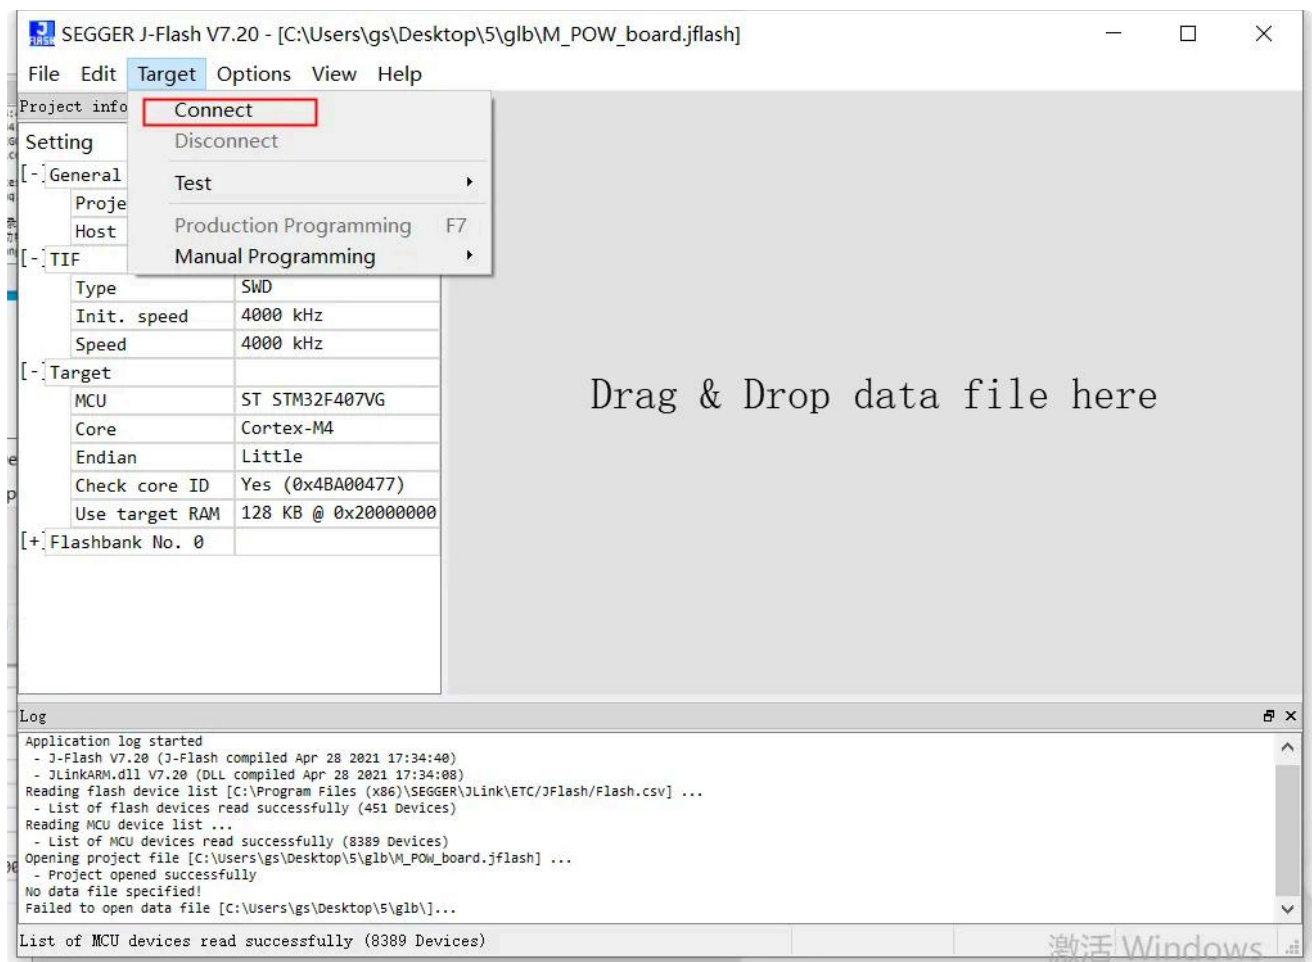 SEGGER J-Flash V7.20 - [C:\Users\gs\Desktop\5\glb\M_POW_board.jflash]
File Edit Target Options View Help
Project info
Connect
Setting
Disconnect
[-] General
Test
Proje
Production Programming F7
Host
Manual Programming
[-] TIF
Type SWD
Init. speed 4000 kHz
Speed 4000 kHz
[-] Target
MCU ST STM32F407VG
Core Cortex-M4
Endian Little
Check core ID Yes (0x4BA00477)
Use target RAM 128 KB @ 0x20000000
[+] Flashbank No. 0
Drag & Drop data file here
Log
Application log started
- J-Flash V7.20 (J-Flash compiled Apr 28 2021 17:34:40)
- JLinkARM.dll V7.20 (DLL compiled Apr 28 2021 17:34:08)
Reading flash device list [C:\Program Files (x86)\SEGGER\JLink\ETC/JFlash/Flash.csv] ...
- List of flash devices read successfully (451 Devices)
Reading MCU device list ...
- List of MCU devices read successfully (8389 Devices)
Opening project file [C:\Users\gs\Desktop\5\glb\M_POW_board.jflash] ...
- Project opened successfully
No data file specified!
Failed to open data file [C:\Users\gs\Desktop\5\glb\]...
List of MCU devices read successfully (8389 Devices)
激活 Windows